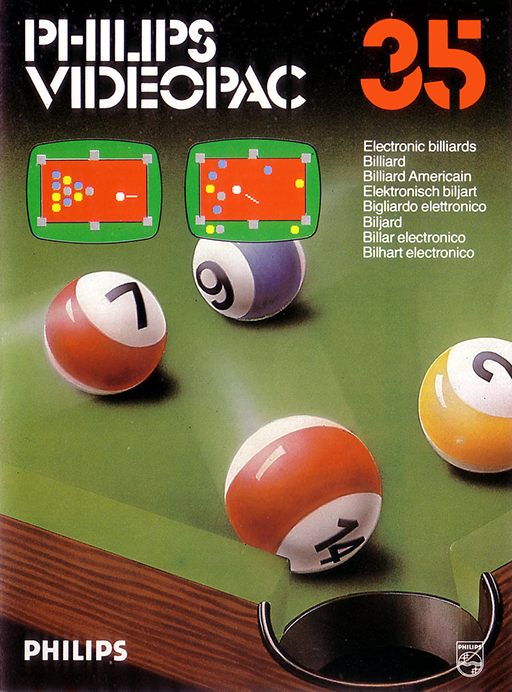 PHILIPS
VIDEOPAC
35
Electronic billiards
Billiard
Billiard Americain
Elektronisch biljart
Bigliardo elettronico
Biljard
Billar electronico
Bilhart electronico
7
9
2
14
PHILIPS
PHILIPS